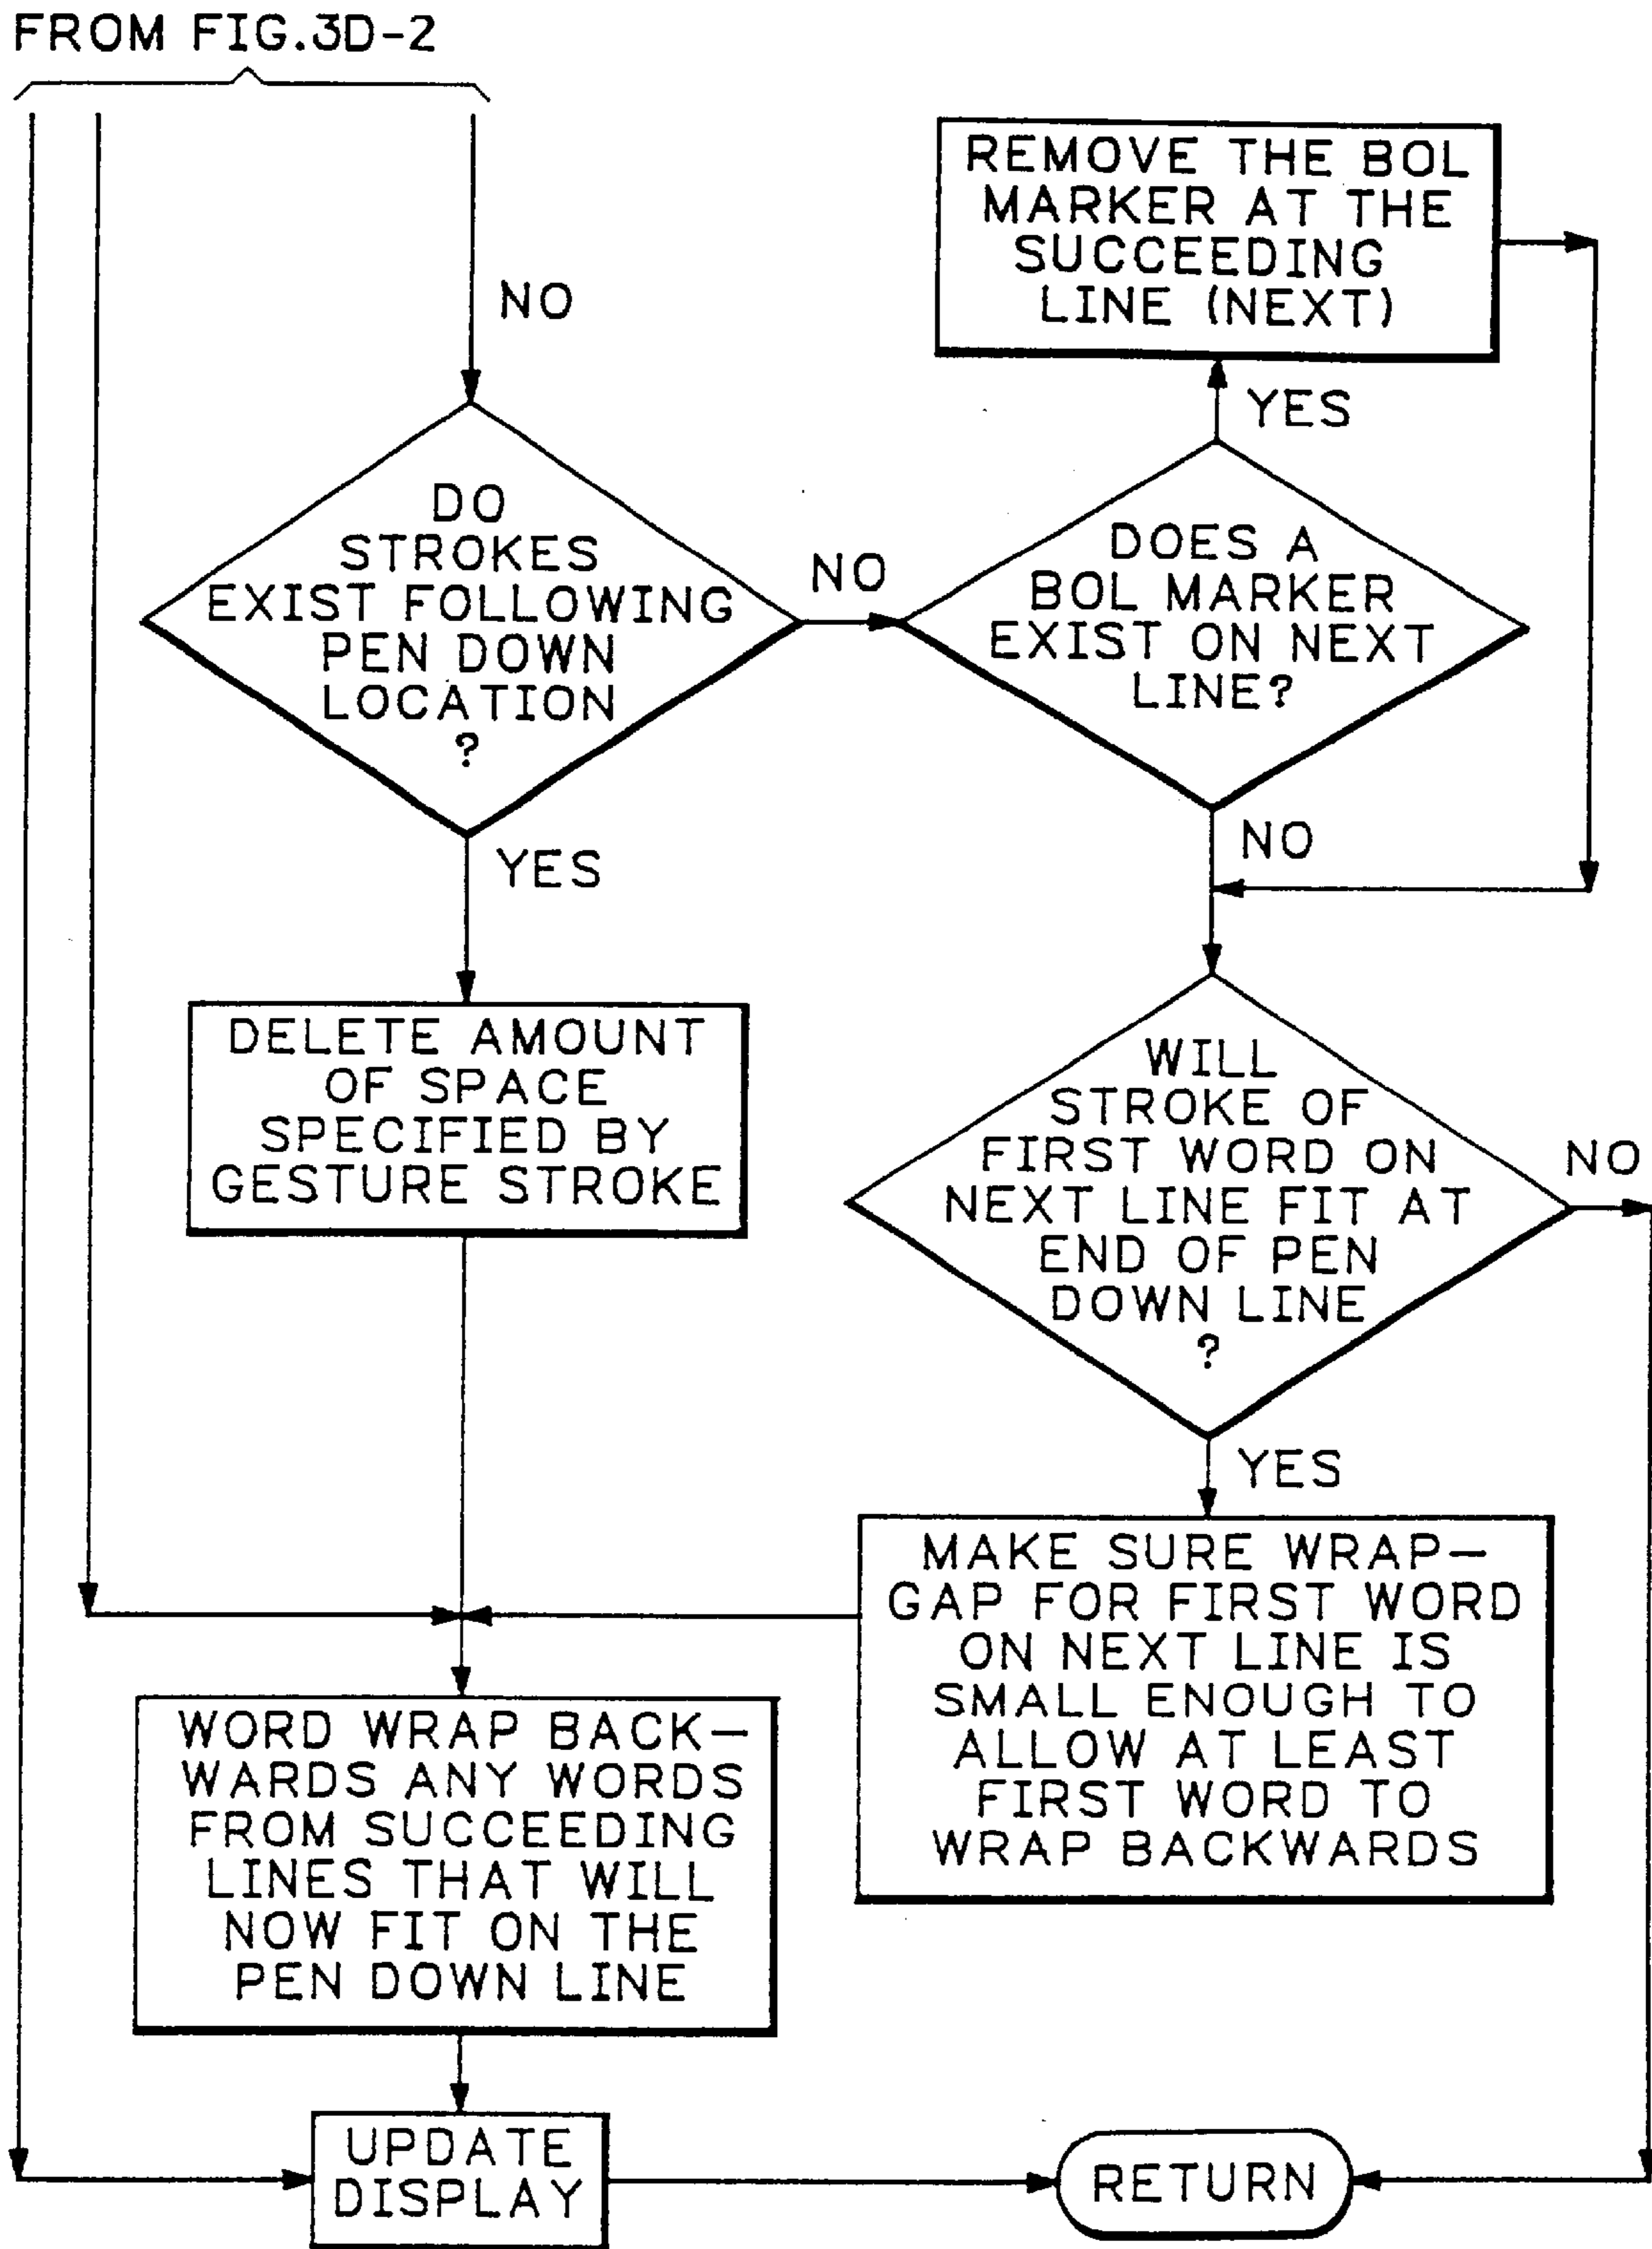 FROM FIG.3D-2
NO
DO
STROKES
EXIST FOLLOWING
PEN DOWN
LOCATION
?
NO
YES
DOES A
BOL MARKER
EXIST ON NEXT
LINE?
YES
REMOVE THE BOL
MARKER AT THE
SUCCEEDING
LINE (NEXT)
NO
DELETE AMOUNT
OF SPACE
SPECIFIED BY
GESTURE STROKE
WILL
STROKE OF
FIRST WORD ON
NEXT LINE FIT AT
END OF PEN
DOWN LINE
?
NO
YES
MAKE SURE WRAP-
GAP FOR FIRST WORD
ON NEXT LINE IS
SMALL ENOUGH TO
ALLOW AT LEAST
FIRST WORD TO
WRAP BACKWARDS
WORD WRAP BACK-
WARDS ANY WORDS
FROM SUCCEEDING
LINES THAT WILL
NOW FIT ON THE
PEN DOWN LINE
UPDATE
DISPLAY
RETURN